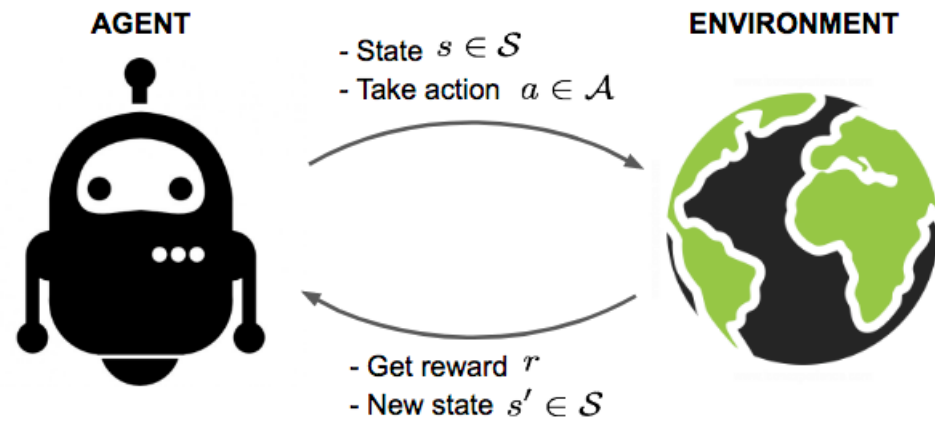 AGENT
ENVIRONMENT
- State s ∈ 𝒮
- Take action a ∈ 𝒜
- Get reward r
- New state s′ ∈ 𝒮